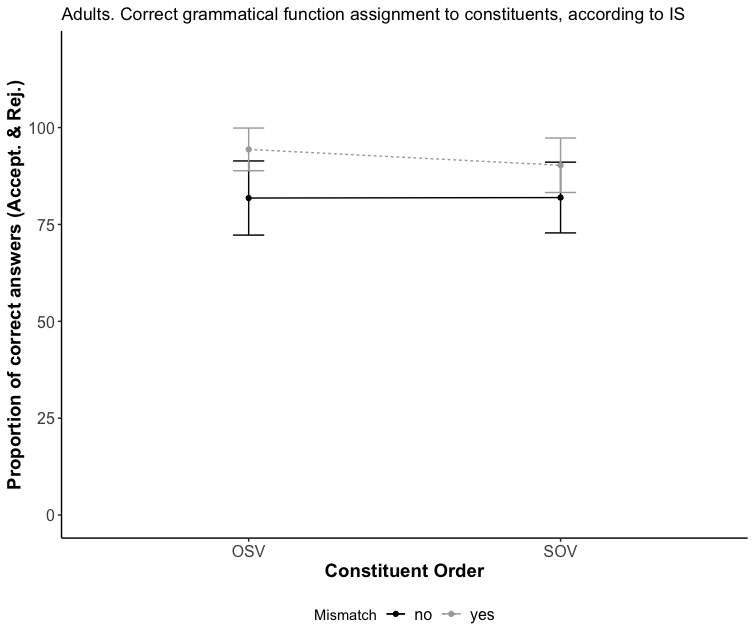 Adults. Correct grammatical function assignment to constituents, according to IS
Proportion of correct answers (Accept. & Rej.)
100
75
50
25
0
OSV
SOV
Constituent Order
Mismatch no yes